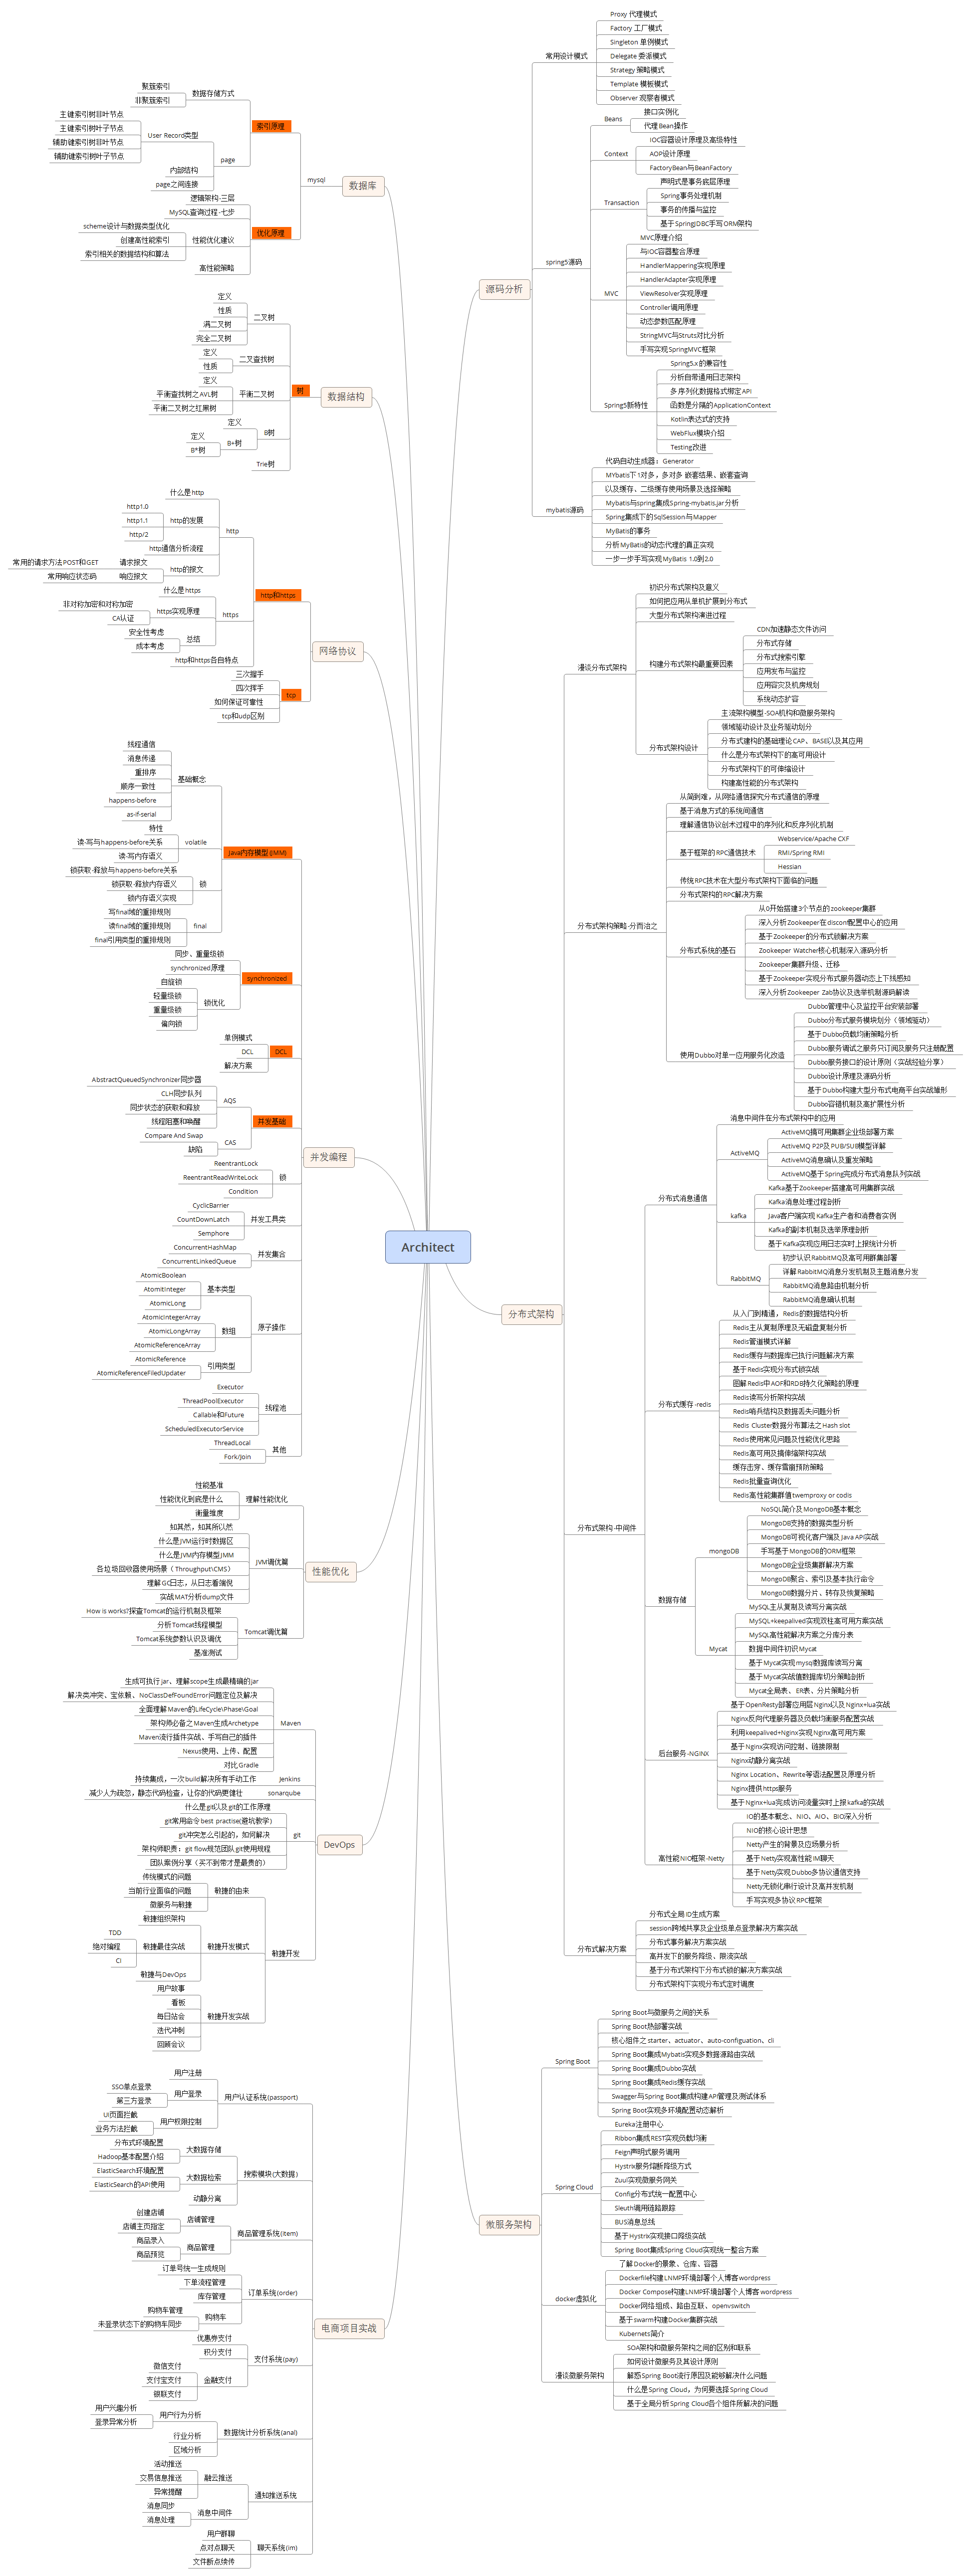 Architect
源码分析
常用设计模式
Proxy 代理模式
Factory 工厂模式
Singleton 单例模式
Delegate 委派模式
Strategy 策略模式
Template 模板模式
Observer 观察者模式
spring5源码
Beans
接口实例化
代理Bean操作
Context
IOC容器设计原理及高级特性
AOP设计原理
FactoryBean与BeanFactory
Transaction
声明式是事务底层原理
Spring事务处理机制
事务的传播与监控
基于SpringJDBC手写ORM架构
MVC
MVC原理介绍
与IOC容器整合原理
HandlerMappering实现原理
HandlerAdapter实现原理
ViewResolver实现原理
Controller调用原理
动态参数匹配原理
StringMVC与Struts对比分析
手写实现SpringMVC框架
Spring5新特性
Spring5.x的兼容性
分析自带通用日志架构
多序列化数据格式绑定API
函数是分隔的ApplicationContext
Kotlin表达式的支持
WebFlux模块介绍
Testing改进
mybatis源码
代码自动生成器：Generator
MYbatis下1对多，多对多 嵌套结果、嵌套查询
以及缓存、二级缓存使用场景及选择策略
Mybatis与spring集成Spring-mybatis.jar分析
Spring集成下的SqlSession与Mapper
MyBatis的事务
分析MyBatis的动态代理的真正实现
一步一步手写实现MyBatis 1.0到2.0
分布式架构
漫谈分布式架构
初识分布式架构及意义
如何把应用从单机扩展到分布式
大型分布式架构演进过程
构建分布式架构最重要因素
CDN加速静态文件访问
分布式存储
分布式搜索引擎
应用发布与监控
应用容灾及机房规划
系统动态扩容
分布式架构设计
主流架构模型-SOA机构和微服务架构
领域驱动设计及业务驱动划分
分布式建构的基础理论CAP、BASE以及其应用
什么是分布式架构下的高可用设计
分布式架构下的可伸缩设计
构建高性能的分布式架构
分布式架构策略-分而治之
从简到难，从网络通信探究分布式通信的原理
基于消息方式的系统间通信
理解通信协议创术过程中的序列化和反序列化机制
基于框架的RPC通信技术
Webservice/Apache CXF
RMI/Spring RMI
Hessian
传统RPC技术在大型分布式架构下面临的问题
分布式架构的RPC解决方案
分布式系统的基石
从0开始搭建3个节点的zookeeper集群
深入分析Zookeeper在disconf配置中心的应用
基于Zookeeper的分布式锁解决方案
Zookeeper Watcher核心机制深入源码分析
Zookeeper集群升级、迁移
基于Zookeeper实现分布式服务器动态上下线感知
深入分析Zookeeper Zab协议及选举机制源码解读
使用Dubbo对单一应用服务化改造
Dubbo管理中心及监控平台安装部署
Dubbo分布式服务模块划分（领域驱动）
基于Dubbo负载均衡策略分析
Dubbo服务调试之服务只订阅及服务只注册配置
Dubbo服务接口的设计原则（实战经验分享）
Dubbo设计原理及源码分析
基于Dubbo构建大型分布式电商平台实战雏形
Dubbo容错机制及高扩展性分析
分布式架构-中间件
分布式消息通信
消息中间件在分布式架构中的应用
ActiveMQ
ActiveMQ搞可用集群企业级部署方案
ActiveMQ P2P及PUB/SUB模型详解
ActiveMQ消息确认及重发策略
ActiveMQ基于Spring完成分布式消息队列实战
kafka
Kafka基于Zookeeper搭建高可用集群实战
Kafka消息处理过程剖析
Java客户端实现Kafka生产者和消费者实例
Kafka的副本机制及选举原理剖析
基于Kafka实现应用日志实时上报统计分析
RabbitMQ
初步认识RabbitMQ及高可用群集部署
详解RabbitMQ消息分发机制及主题消息分发
RabbitMQ消息路由机制分析
RabbitMQ消息确认机制
分布式缓存-redis
从入门到精通，Redis的数据结构分析
Redis主从复制原理及无磁盘复制分析
Redis管道模式详解
Redis缓存与数据库已执行问题解决方案
基于Redis实现分布式锁实战
图解Redis中AOF和RDB持久化策略的原理
Redis读写分析架构实战
Redis哨兵结构及数据丢失问题分析
Redis Cluster数据分布算法之Hash slot
Redis使用常见问题及性能优化思路
Redis高可用及搞伸缩架构实战
缓存击穿、缓存雪崩预防策略
Redis批量查询优化
Redis高性能集群值twemproxy or codis
数据存储
mongoDB
NoSQL简介及MongoDB基本概念
MongoDB支持的数据类型分析
MongoDB可视化客户端及Java API实战
手写基于MongoDB的ORM框架
MongoDB企业级集群解决方案
MongoDB聚合、索引及基本执行命令
MongoDB数据分片、转存及恢复策略
Mycat
MySQL主从复制及读写分离实战
MySQL+keepalived实现双柱高可用方案实战
MySQL高性能解决方案之分库分表
数据中间件初识Mycat
基于Mycat实现mysql数据库读写分离
基于Mycat实战值数据库切分策略剖析
Mycat全局表、ER表、分片策略分析
后台服务-NGINX
基于OpenResty部署应用层Nginx以及Nginx+lua实战
Nginx反向代理服务器及负载均衡服务配置实战
利用keepalived+Nginx实现Nginx高可用方案
基于Nginx实现访问控制、链接限制
Nginx动静分离实战
Nginx Location、Rewrite等语法配置及原理分析
Nginx提供https服务
基于Nginx+lua完成访问流量实时上报kafka的实战
高性能NIO框架-Netty
IO的基本概念、NIO、AIO、BIO深入分析
NIO的核心设计思想
Netty产生的背景及应场景分析
基于Netty实现高性能IM聊天
基于Netty实现Dubbo多协议通信支持
Netty无锁化串行设计及高并发机制
手写实现多协议RPC框架
分布式解决方案
分布式全局ID生成方案
session跨域共享及企业级单点登录解决方案实战
分布式事务解决方案实战
高并发下的服务降级、限流实战
基于分布式架构下分布式锁的解决方案实战
分布式架构下实现分布式定时调度
微服务架构
Spring Boot
Spring Boot与微服务之间的关系
Spring Boot热部署实战
核心组件之starter、actuator、auto-configuation、cli
Spring Boot集成Mybatis实现多数据源路由实战
Spring Boot集成Dubbo实战
Spring Boot集成Redis缓存实战
Swagger与Spring Boot集成构建API管理及测试体系
Spring Boot实现多环境配置动态解析
Spring Cloud
Eureka注册中心
Ribbon集成REST实现负载均衡
Feign声明式服务调用
Hystrix服务熔断降级方式
Zuul实现微服务网关
Config分布式统一配置中心
Sleuth调用链路跟踪
BUS消息总线
基于Hystrix实现接口降级实战
Spring Boot集成Spring Cloud实现统一整合方案
docker虚拟化
了解Docker的景象、仓库、容器
Dockerfile构建LNMP环境部署个人博客wordpress
Docker Compose构建LNMP环境部署个人博客wordpress
Docker网络组成、路由互联、openvswitch
基于swarm构建Docker集群实战
Kubernets简介
漫谈微服务架构
SOA架构和微服务架构之间的区别和联系
如何设计微服务及其设计原则
解惑Spring Boot流行原因及能够解决什么问题
什么是Spring Cloud，为何要选择Spring Cloud
基于全局分析Spring Cloud各个组件所解决的问题
数据库
mysql
索引原理
数据存储方式
聚簇索引
非聚簇索引
page
User Record类型
主键索引树非叶节点
主键索引树叶子节点
辅助键索引树非叶节点
辅助键索引树叶子节点
内部结构
page之间连接
优化原理
逻辑架构-三层
MySQL查询过程-七步
性能优化建议
scheme设计与数据类型优化
创建高性能索引
索引相关的数据结构和算法
高性能策略
数据结构
树
二叉树
定义
性质
满二叉树
完全二叉树
二叉查找树
定义
性质
平衡二叉树
定义
平衡查找树之AVL树
平衡二叉树之红黑树
B树
定义
B+树
定义
B*树
Trie树
网络协议
http和https
http
什么是http
http的发展
http1.0
http1.1
http/2
http通信分析流程
http的报文
请求报文
常用的请求方法POST和GET
响应报文
常用响应状态码
https
什么是https
https实现原理
非对称加密和对称加密
CA认证
总结
安全性考虑
成本考虑
http和https各自特点
tcp
三次握手
四次挥手
如何保证可靠性
tcp和udp区别
并发编程
Java内存模型(JMM)
基础概念
线程通信
消息传递
重排序
顺序一致性
happens-before
as-if-serial
volatile
特性
读-写与happens-before关系
读-写内存语义
锁
锁获取-释放与happens-before关系
锁获取-释放内存语义
锁内存语义实现
final
写final域的重排规则
读final域的重排规则
final引用类型的重排规则
synchronized
同步、重量级锁
synchronized原理
锁优化
自旋锁
轻量级锁
重量级锁
偏向锁
DCL
单例模式
DCL
解决方案
并发基础
AQS
AbstractQueuedSynchronizer同步器
CLH同步队列
同步状态的获取和释放
线程阻塞和唤醒
CAS
Compare And Swap
缺陷
锁
ReentrantLock
ReentrantReadWriteLock
Condition
并发工具类
CyclicBarrier
CountDownLatch
Semphore
并发集合
ConcurrentHashMap
ConcurrentLinkedQueue
原子操作
基本类型
AtomicBoolean
AtomitInteger
AtomicLong
数组
AtomicIntegerArray
AtomicLongArray
AtomicReferenceArray
引用类型
AtomicReference
AtomicReferenceFiledUpdater
线程池
Executor
ThreadPoolExecutor
Callable和Future
ScheduledExecutorService
其他
ThreadLocal
Fork/Join
性能优化
理解性能优化
性能基准
性能优化到底是什么
衡量维度
JVM调优篇
知其然，知其所以然
什么是JVM运行时数据区
什么是JVM内存模型JMM
各垃圾回收器使用场景（Throughput\CMS）
理解GC日志，从日志看端倪
实战MAT分析dump文件
Tomcat调优篇
How is works?探查Tomcat的运行机制及框架
分析Tomcat线程模型
Tomcat系统参数认识及调优
基准测试
DevOps
Maven
生成可执行jar、理解scope生成最精确的jar
解决类冲突、宝依赖、NoClassDefFoundError问题定位及解决
全面理解Maven的LifeCycle\Phase\Goal
架构师必备之Maven生成Archetype
Maven流行插件实战、手写自己的插件
Nexus使用、上传、配置
对比Gradle
Jenkins
持续集成，一次build解决所有手动工作
sonarqube
减少人为疏忽，静态代码检查，让你的代码更健壮
git
什么是git以及git的工作原理
git常用命令best practise(避坑教学)
git冲突怎么引起的，如何解决
架构师职责：git flow规范团队git使用规程
团队案例分享（买不到带才是最贵的）
敏捷开发
敏捷的由来
传统模式的问题
当前行业面临的问题
微服务与敏捷
敏捷开发模式
敏捷组织架构
敏捷最佳实战
TDD
绝对编程
CI
敏捷与DevOps
敏捷开发实战
用户故事
看板
每日站会
迭代冲刺
回顾会议
电商项目实战
用户认证系统(passport)
用户注册
用户登录
SSO单点登录
第三方登录
用户权限控制
UI页面拦截
业务方法拦截
搜索模块(大数据)
大数据存储
分布式环境配置
Hadoop基本配置介绍
大数据检索
ElasticSearch环境配置
ElasticSearch的API使用
动静分离
商品管理系统(item)
店铺管理
创建店铺
店铺主页指定
商品管理
商品录入
商品预览
订单系统(order)
订单号统一生成规则
下单流程管理
库存管理
购物车
购物车管理
未登录状态下的购物车同步
支付系统(pay)
优惠券支付
积分支付
金融支付
微信支付
支付宝支付
银联支付
数据统计分析系统(anal)
用户行为分析
用户兴趣分析
登录异常分析
行业分析
区域分析
通知推送系统
融云推送
活动推送
交易信息推送
异常提醒
消息中间件
消息同步
消息处理
聊天系统(im)
用户群聊
点对点聊天
文件断点续传